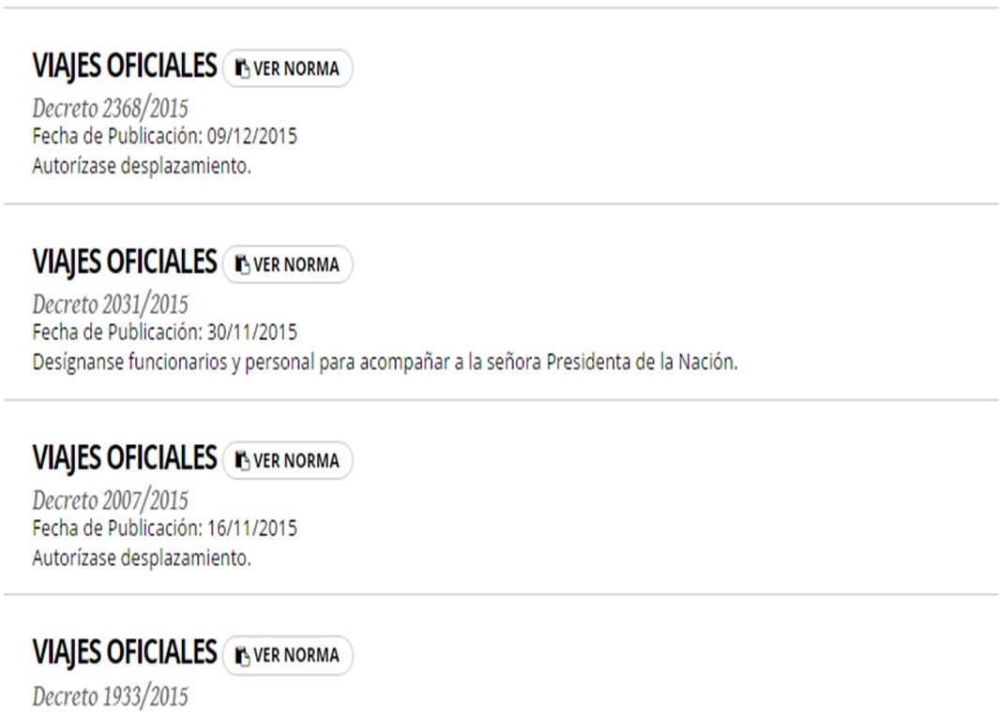 VIAJES OFICIALES VER NORMA
Decreto 2368/2015
Fecha de Publicación: 09/12/2015
Autorízase desplazamiento.
VIAJES OFICIALES VER NORMA
Decreto 2031/2015
Fecha de Publicación: 30/11/2015
Desígnanse funcionarios y personal para acompañar a la señora Presidenta de la Nación.
VIAJES OFICIALES VER NORMA
Decreto 2007/2015
Fecha de Publicación: 16/11/2015
Autorízase desplazamiento.
VIAJES OFICIALES VER NORMA
Decreto 1933/2015